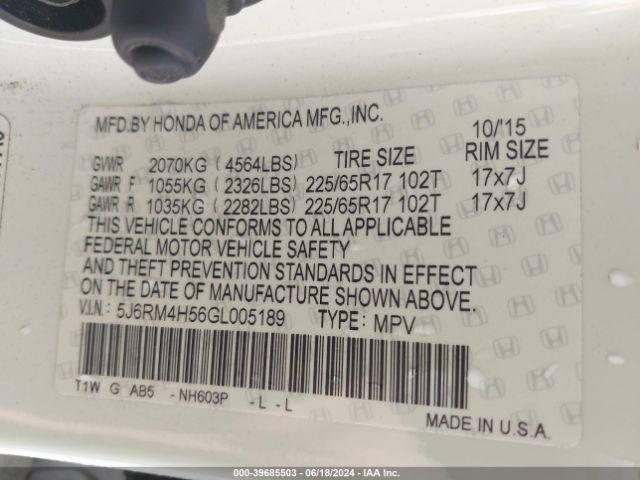 MFD.BY HONDA OF AMERICA MFG.,INC. 10/'15
GVWR 2070KG (4564LBS) TIRE SIZE RIM SIZE
GAWR F 1055KG (2326LBS) 225/65R17 102T 17x7J
GAWR R 1035KG (2282LBS) 225/65R17 102T 17x7J
THIS VEHICLE CONFORMS TO ALL APPLICABLE
FEDERAL MOTOR VEHICLE SAFETY
AND THEFT PREVENTION STANDARDS IN EFFECT
ON THE DATE OF MANUFACTURE SHOWN ABOVE.
V.I.N.: 5J6RM4H56GL005189 TYPE: MPV
T1W G AB5 -NH603P -L -L
MADE IN U.S.A.
000-39685503 / 06/18/2024 - IAA Inc.